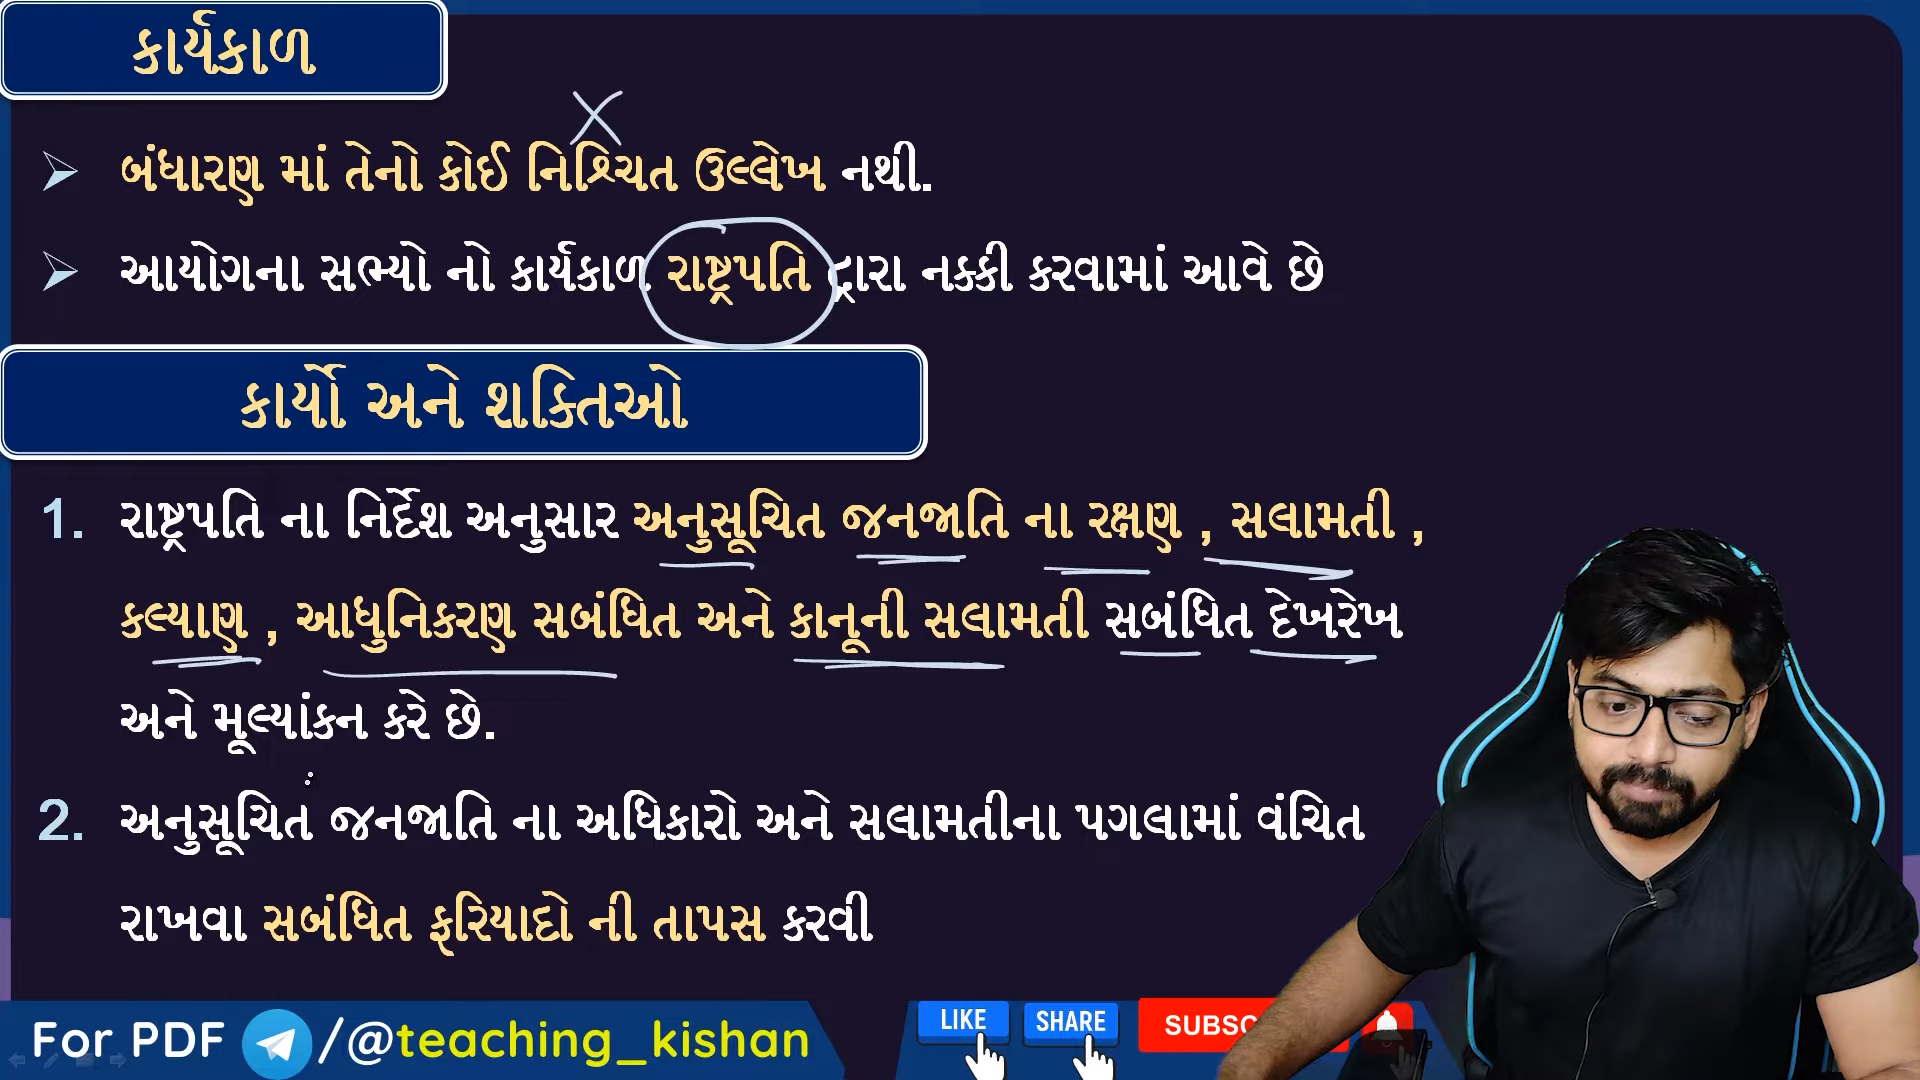 કાર્યકાળ
બંધારણ માં તેનો કોઈ નિશ્ચિત ઉલ્લેખ નથી.
આયોગના સભ્યો નો કાર્યકાળ રાષ્ટ્રપતિ દ્વારા નક્કી કરવામાં આવે છે
કાર્યો અને શક્તિઓ
1. રાષ્ટ્રપતિ ના નિર્દેશ અનુસાર અનુસૂચિત જનજાતિ ના રક્ષણ , સલામતી ,
કલ્યાણ , આધુનિકરણ સબંધિત અને કાનૂની સલામતી સબંધિત દેખરેખ
અને મૂલ્યાંકન કરે છે.
2. અનુસૂચિત જનજાતિ ના અધિકારો અને સલામતીના પગલામાં વંચિત
રાખવા સબંધિત ફરિયાદો ની તાપસ કરવી
For PDF /@teaching_kishan LIKE SHARE